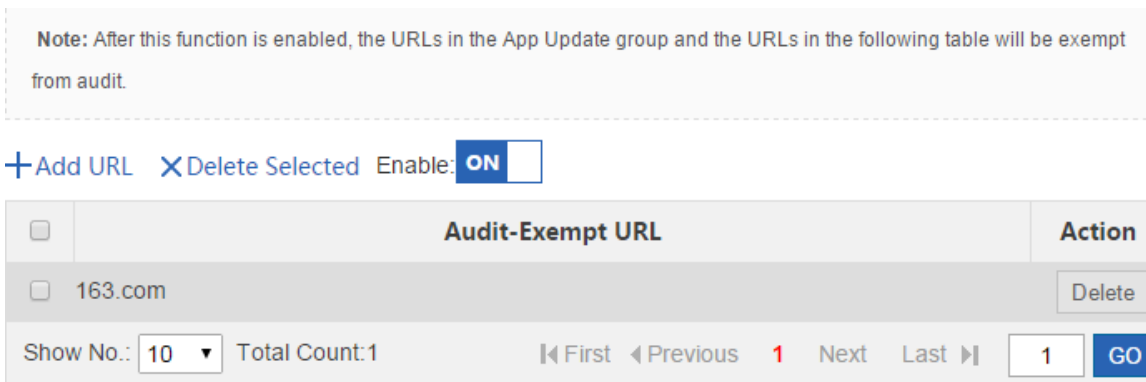 Note: After this function is enabled, the URLs in the App Update group and the URLs in the following table will be exempt
from audit.
Add URL Delete Selected Enable: ON
Audit-Exempt URL Action
163.com Delete
Show No.: 10 Total Count:1 First Previous 1 Next Last 1 GO